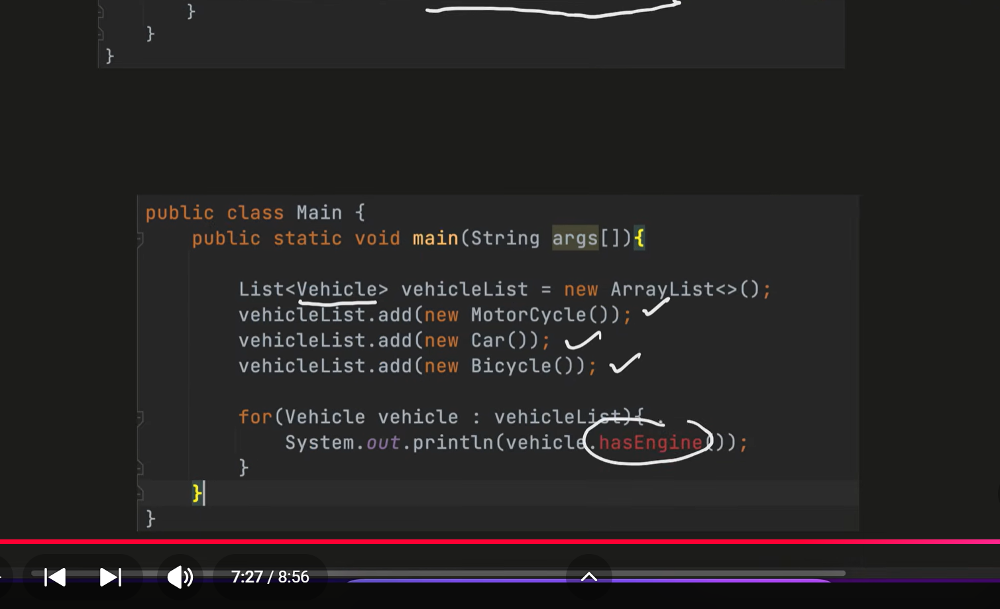 }
}
}
public class Main {
public static void main(String args[]){
List<Vehicle> vehicleList = new ArrayList<>();
vehicleList.add(new MotorCycle());
vehicleList.add(new Car());
vehicleList.add(new Bicycle());
for(Vehicle vehicle : vehicleList){
System.out.println(vehicle.hasEngine());
}
}
}
7:27 / 8:56